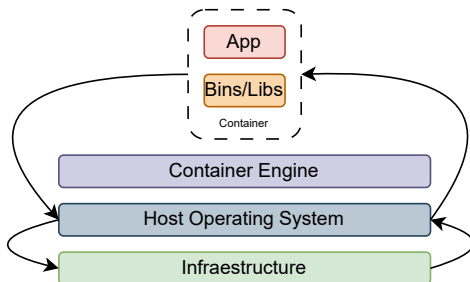 App
Bins/Libs
Container
Container Engine
Host Operating System
Infraestructure